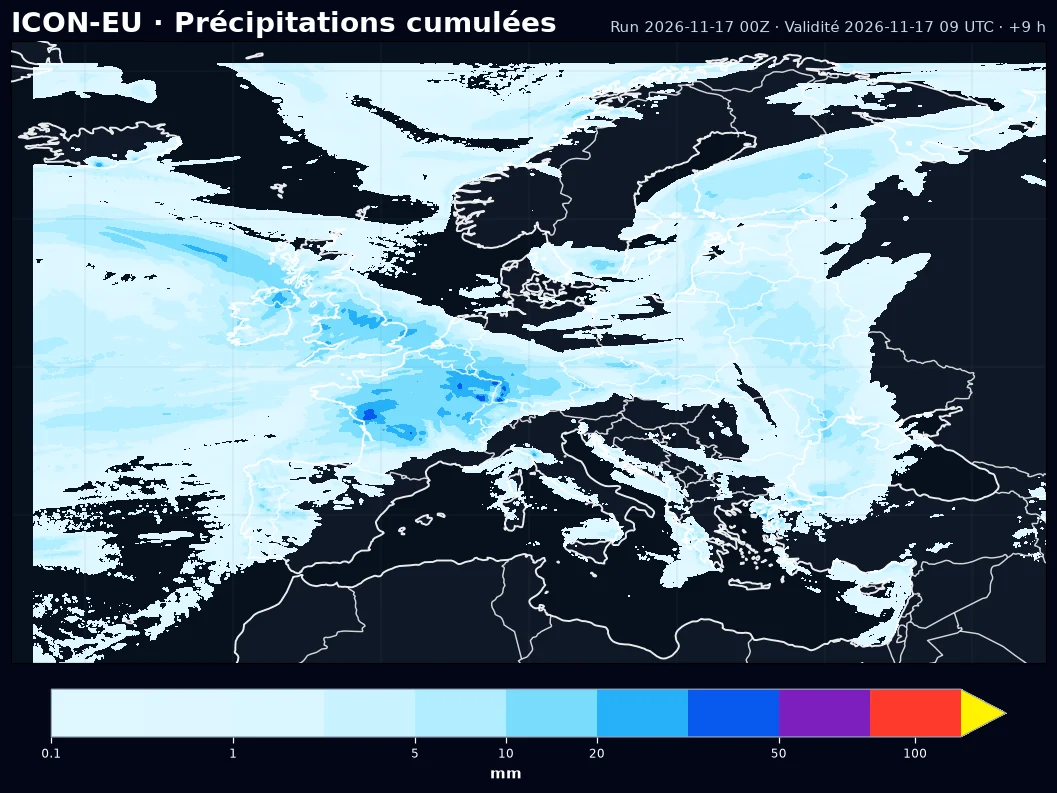 ICON-EU · Précipitations cumulées
Run 2026-11-17 00Z · Validité 2026-11-17 09 UTC · +9 h
0.1 1 5 10 20 50 100
mm